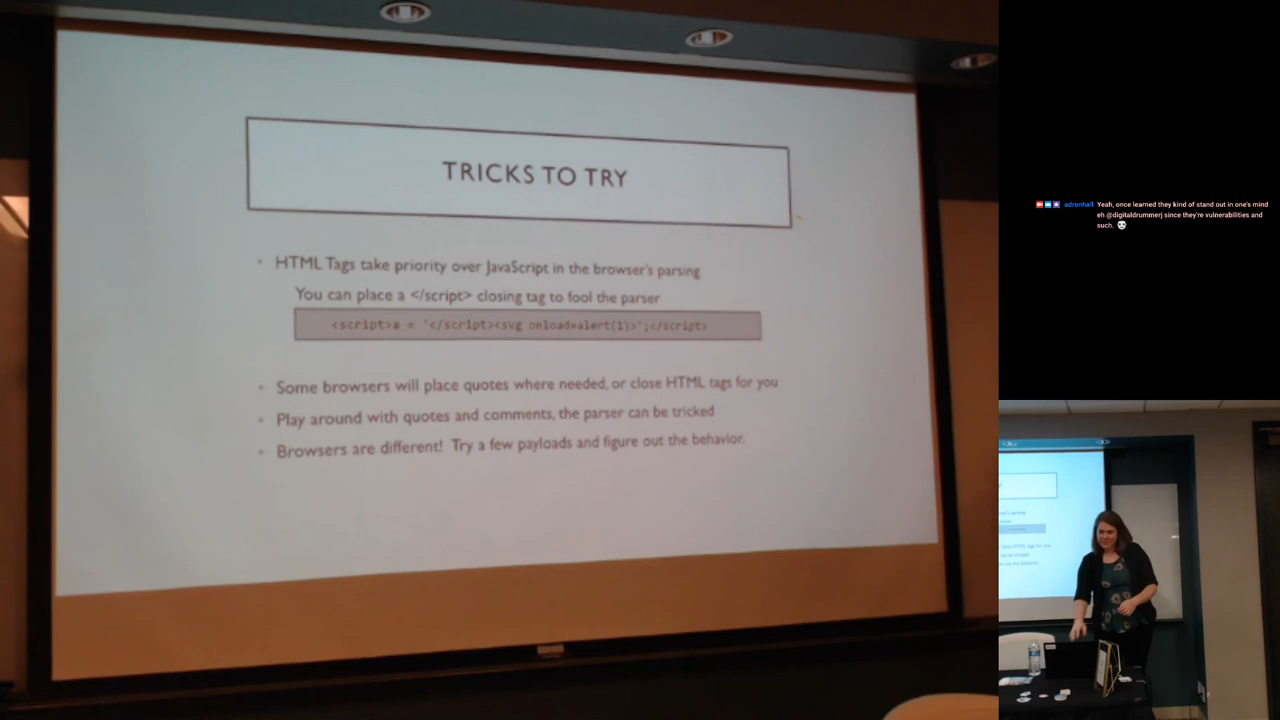 TRICKS TO TRY
• HTML Tags take priority over JavaScript in the browser's parsing
You can place a </script> closing tag to fool the parser
<script>a = '</script><svg onload=alert(1)>';</script>
• Some browsers will place quotes where needed, or close HTML tags for you
• Play around with quotes and comments, the parser can be tricked
• Browsers are different! Try a few payloads and figure out the behavior.
adronhall Yeah, once learned they kind of stand out in one's mind
eh @digitaldrummerj since they're vulnerabilities and
such.